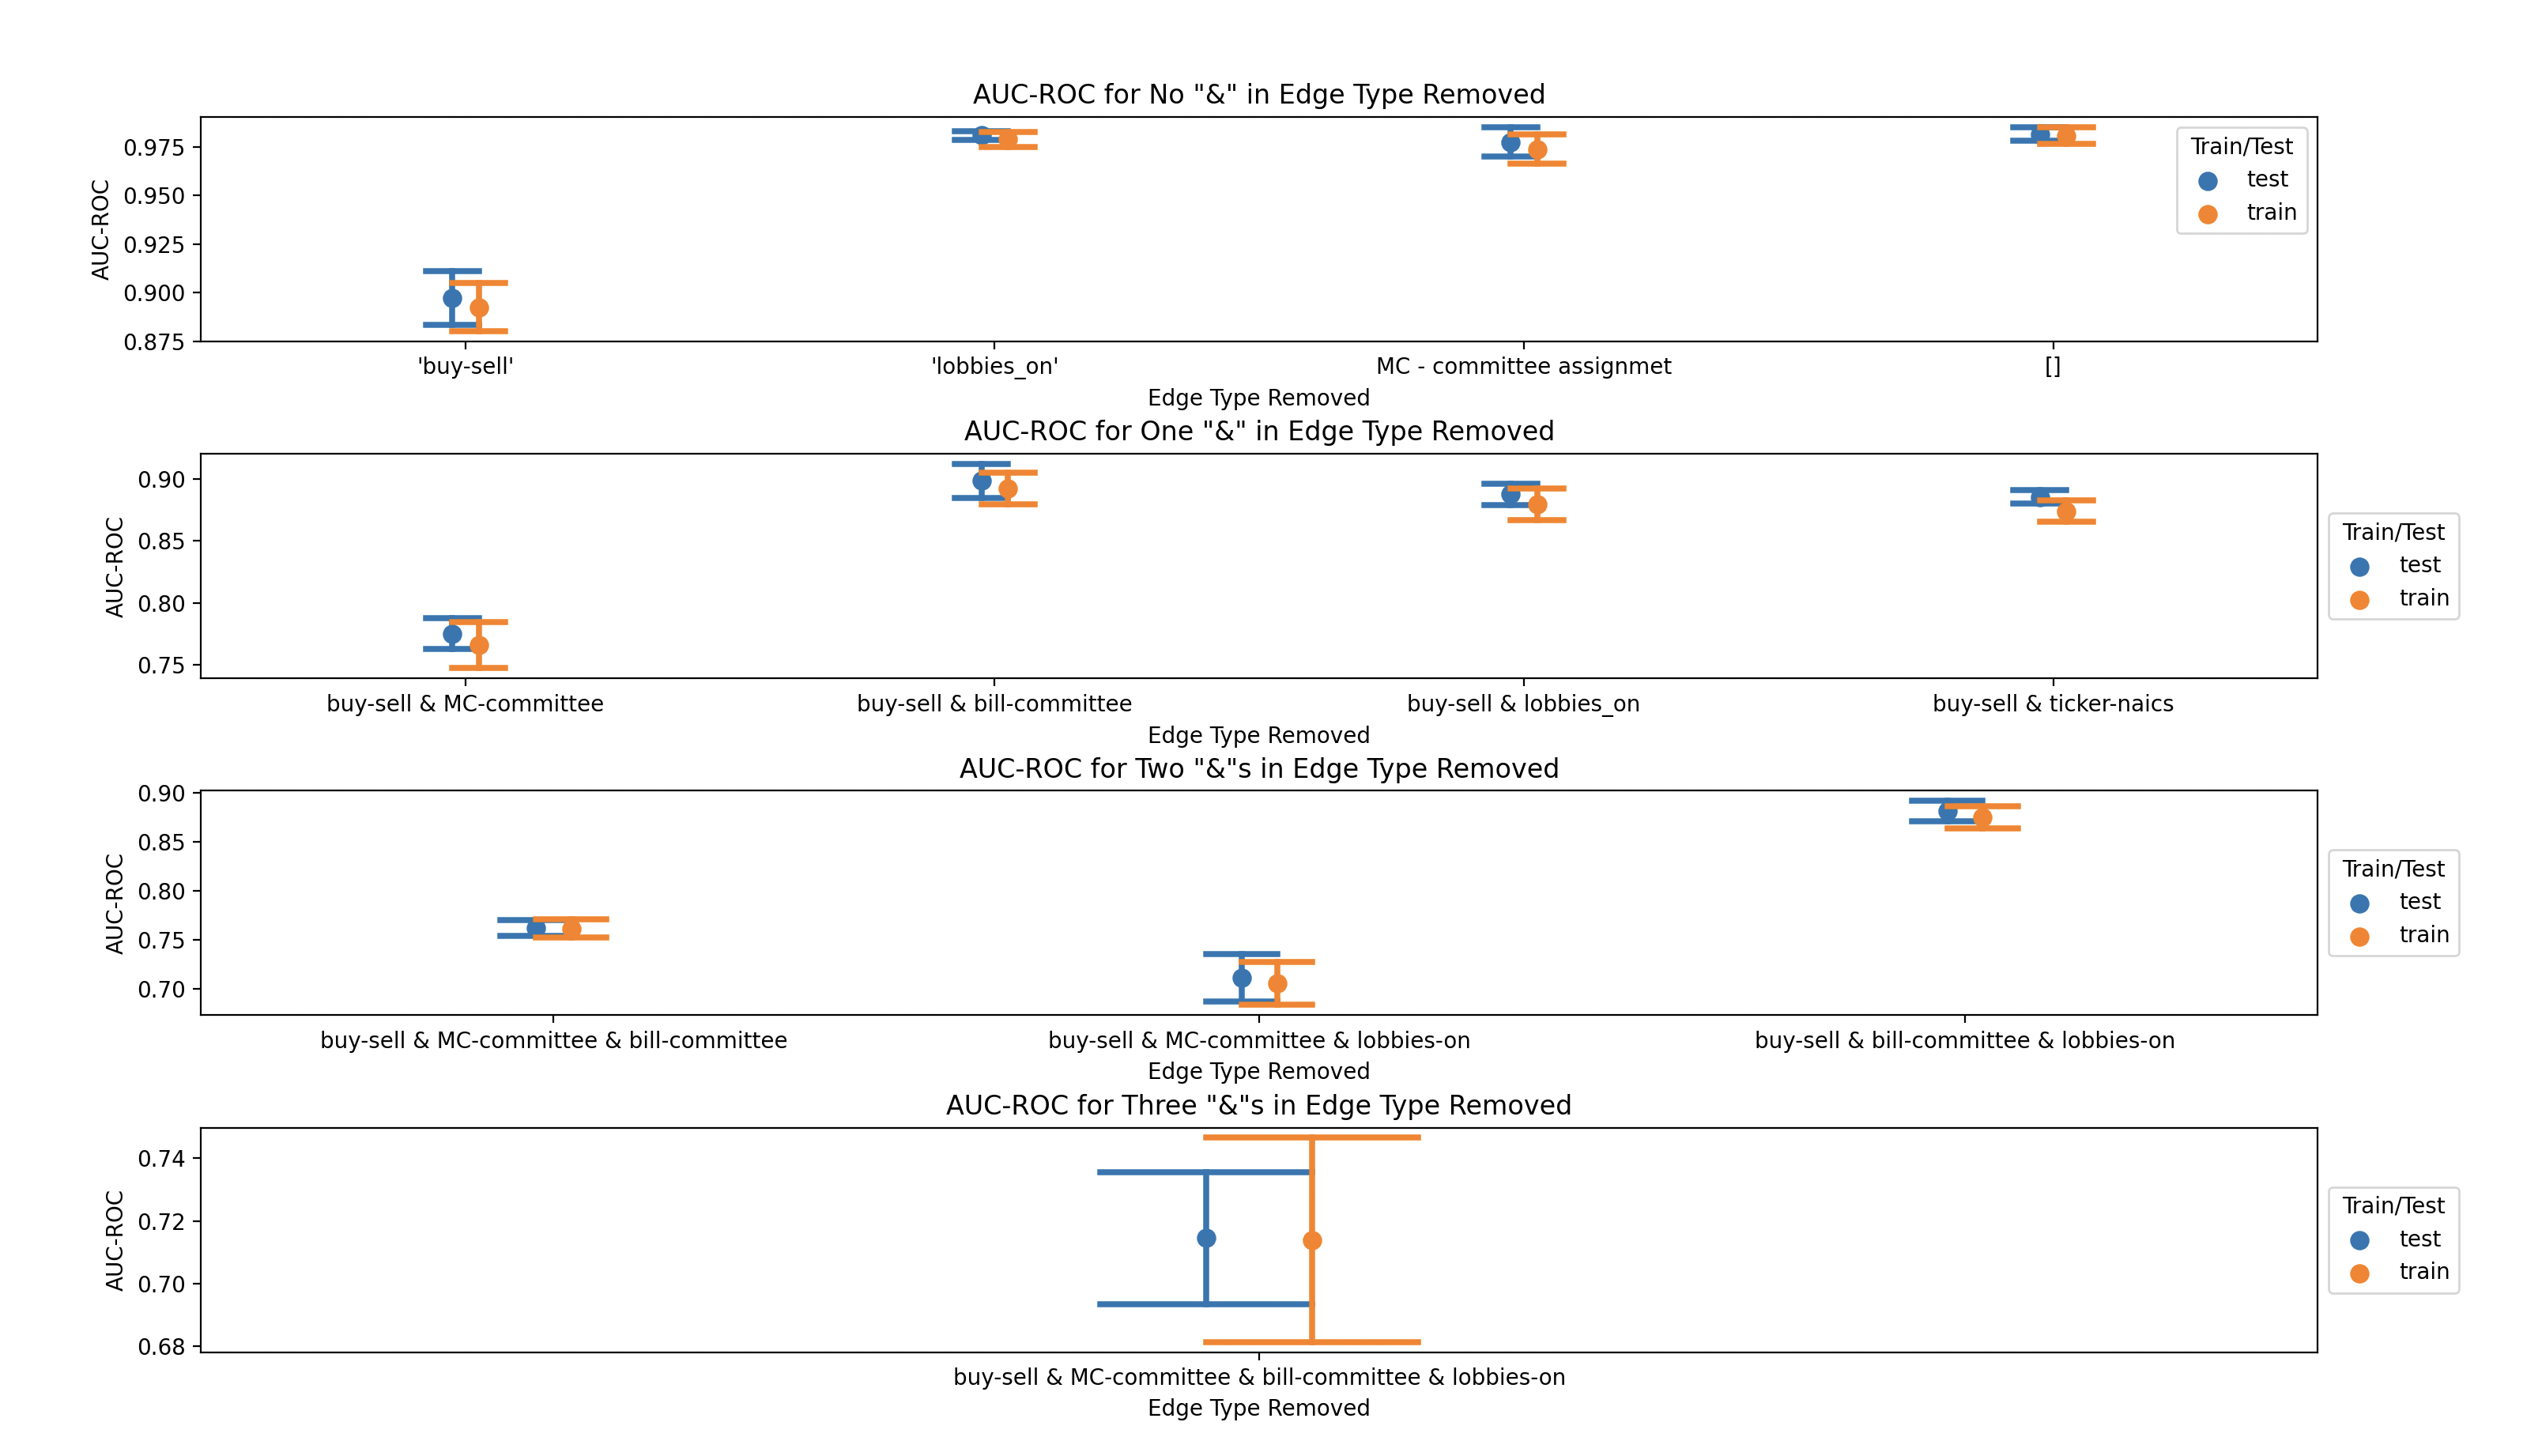 AUC-ROC for No "&" in Edge Type Removed
AUC-ROC
0.975
0.950
0.925
0.900
0.875
Train/Test
test
train
'buy-sell'
'lobbies_on'
MC - committee assignmet
[]
Edge Type Removed
AUC-ROC for One "&" in Edge Type Removed
AUC-ROC
0.90
0.85
0.80
0.75
Train/Test
test
train
buy-sell & MC-committee
buy-sell & bill-committee
buy-sell & lobbies_on
buy-sell & ticker-naics
Edge Type Removed
AUC-ROC for Two "&"s in Edge Type Removed
AUC-ROC
0.90
0.85
0.80
0.75
0.70
Train/Test
test
train
buy-sell & MC-committee & bill-committee
buy-sell & MC-committee & lobbies-on
buy-sell & bill-committee & lobbies-on
Edge Type Removed
AUC-ROC for Three "&"s in Edge Type Removed
AUC-ROC
0.74
0.72
0.70
0.68
Train/Test
test
train
buy-sell & MC-committee & bill-committee & lobbies-on
Edge Type Removed